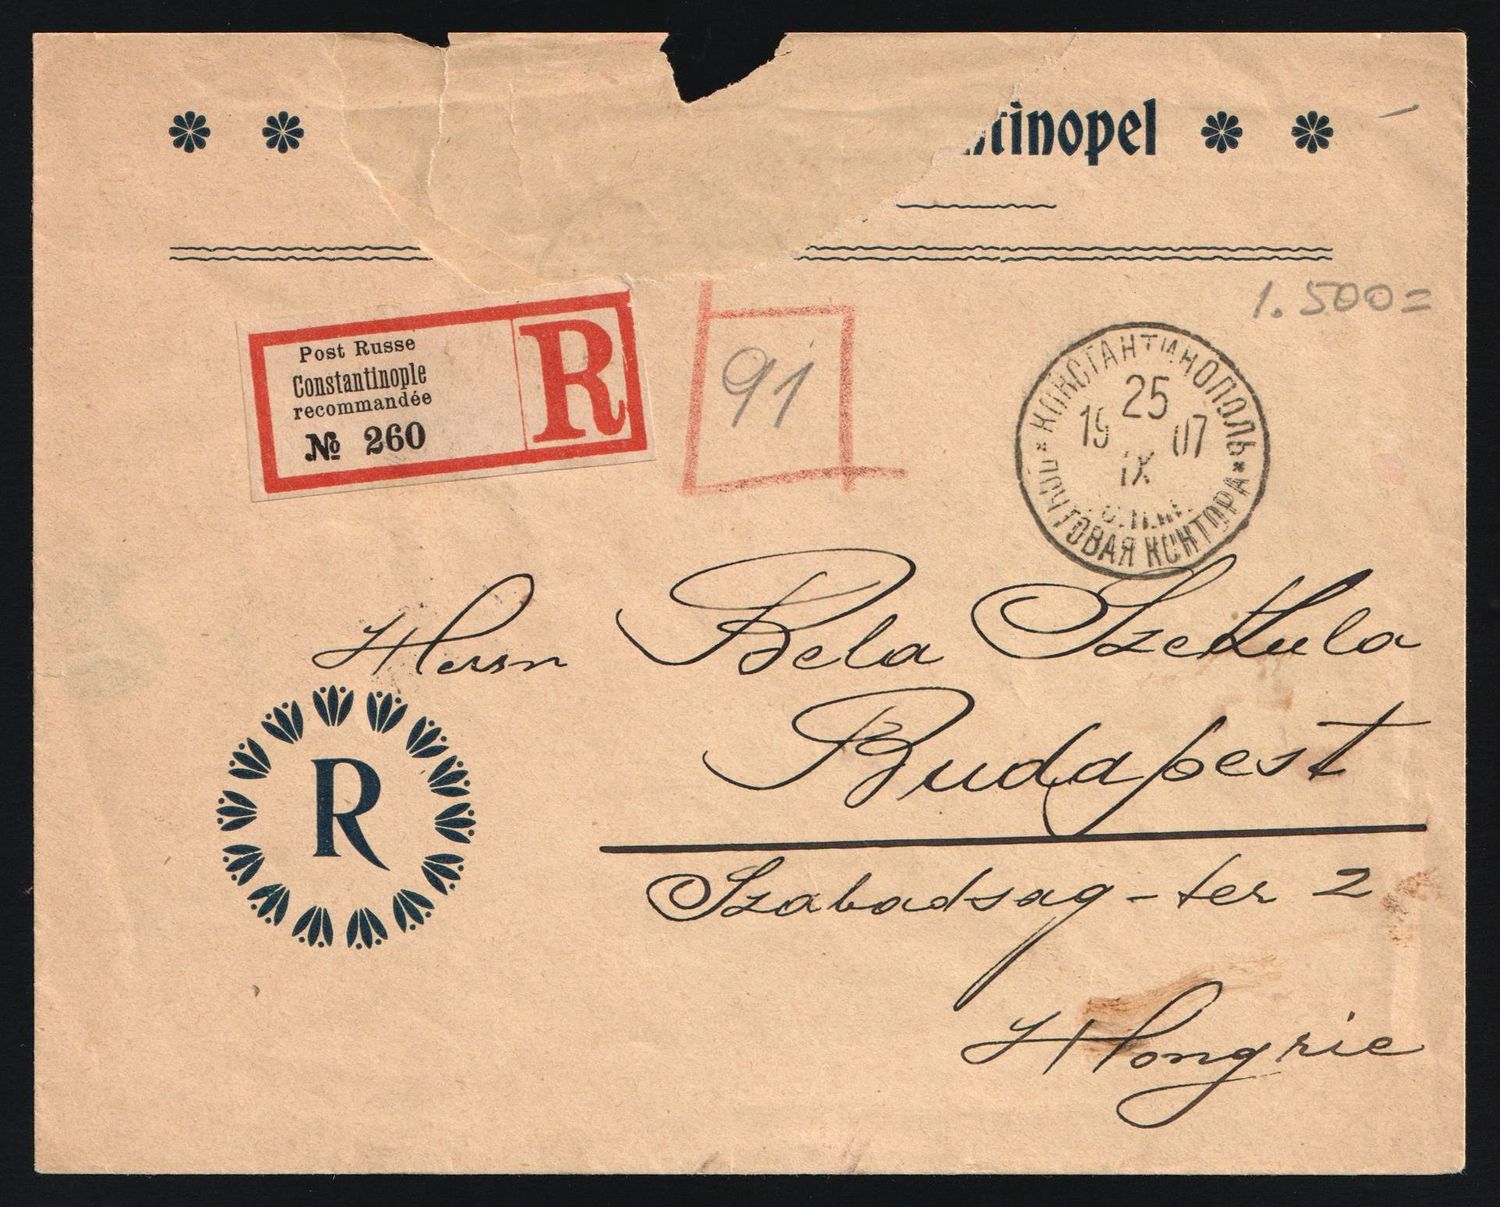 tinopel
1.500=
Post Russe
Constantinople
recommandée
№ 260
R
91
КОНСТАНТИНОПОЛЬ
25
19 07
IX
ПОЧТОВАЯ КОНТОРА
Herrn Bela Szekula
Budapest
R
Szabadsag-ter 2
Hongrie